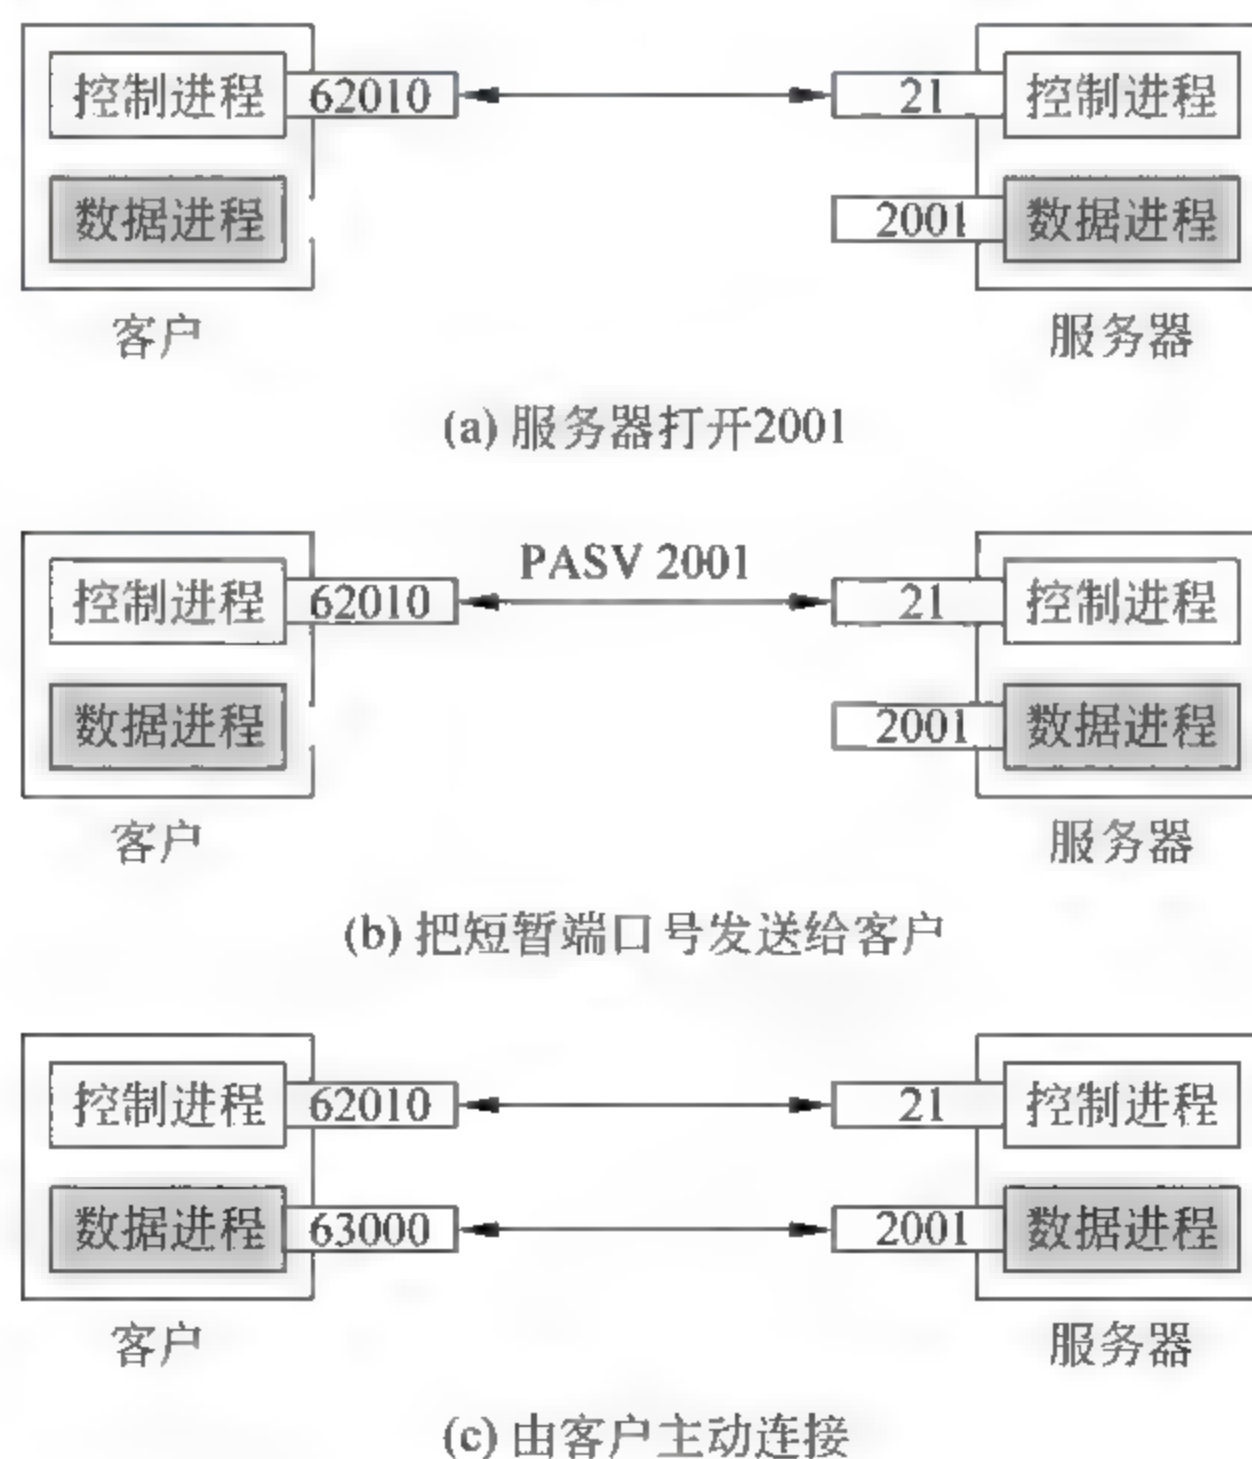 控制进程 62010 21 控制进程
数据进程 2001 数据进程
客户 服务器
(a) 服务器打开2001
PASV 2001
控制进程 62010 21 控制进程
数据进程 2001 数据进程
客户 服务器
(b) 把短暂端口号发送给客户
控制进程 62010 21 控制进程
数据进程 63000 2001 数据进程
客户 服务器
(c) 由客户主动连接